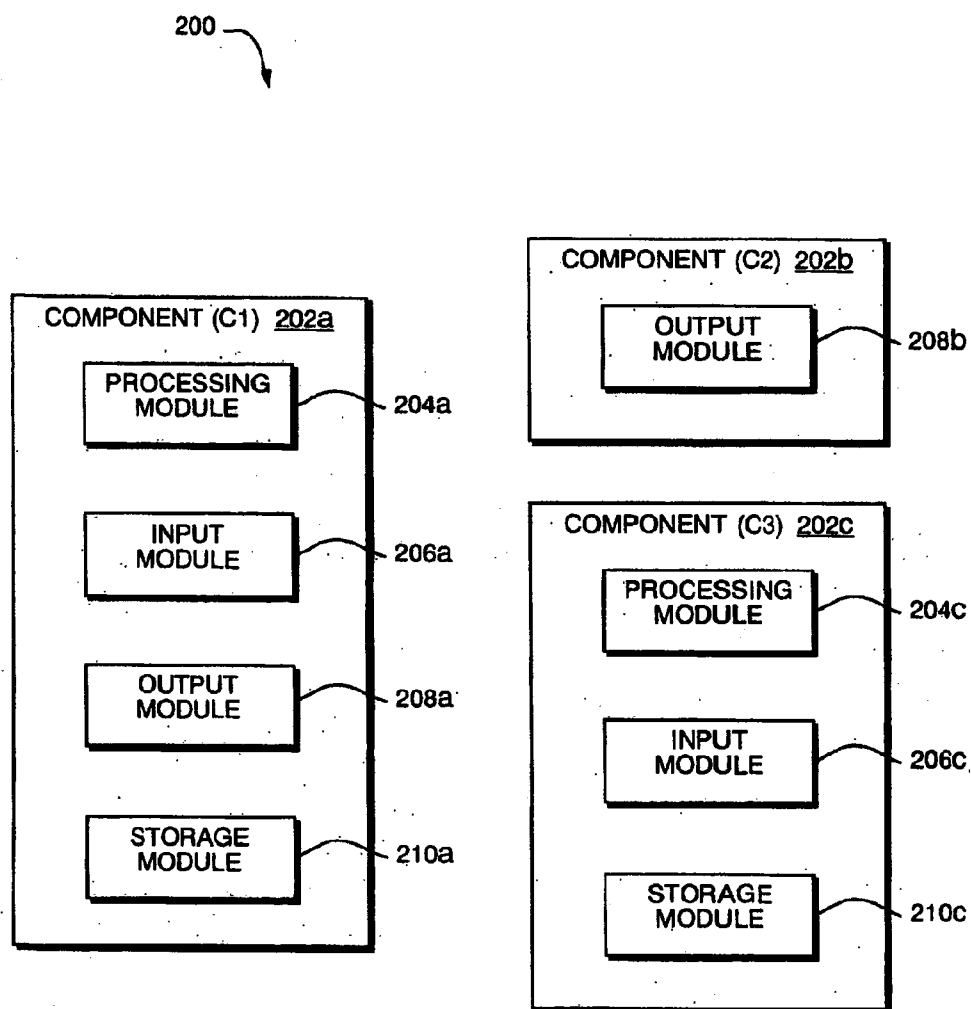 200
COMPONENT (C1) 202a
PROCESSING
MODULE
204a
INPUT
MODULE
206a
OUTPUT
MODULE
208a
STORAGE
MODULE
210a
COMPONENT (C2) 202b
OUTPUT
MODULE
208b
COMPONENT (C3) 202c
PROCESSING
MODULE
204c
INPUT
MODULE
206c
STORAGE
MODULE
210c